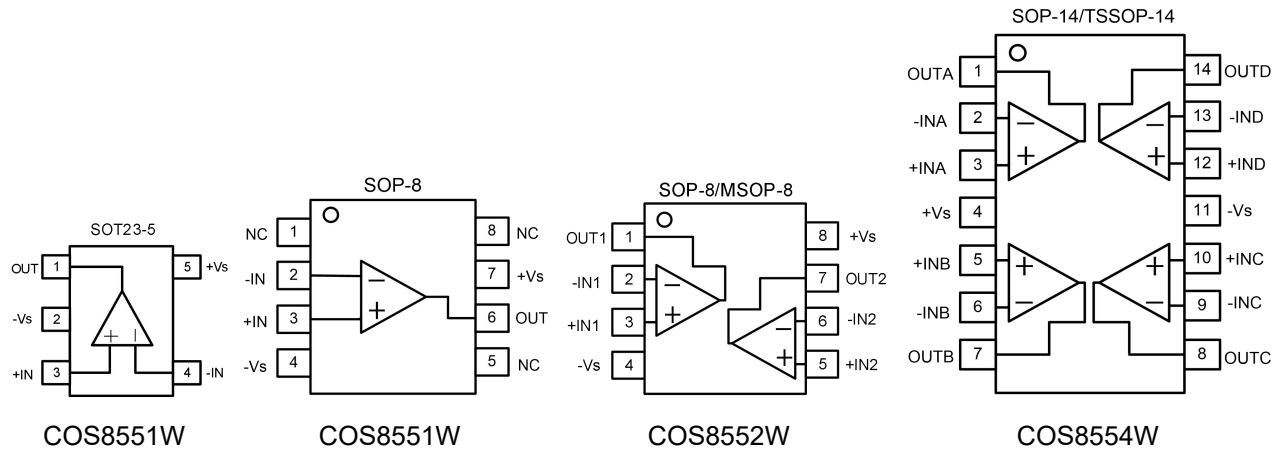 SOT23-5
OUT 1 5 +Vs
-Vs 2
+IN 3 4 -IN
+ −
COS8551W
SOP-8
NC 1 8 NC
-IN 2 − 7 +Vs
+IN 3 + 6 OUT
-Vs 4 5 NC
COS8551W
SOP-8/MSOP-8
OUT1 1 8 +Vs
-IN1 2 − 7 OUT2
+IN1 3 + − 6 -IN2
-Vs 4 + 5 +IN2
COS8552W
SOP-14/TSSOP-14
OUTA 1 14 OUTD
-INA 2 − − 13 -IND
+INA 3 + + 12 +IND
+Vs 4 11 -Vs
+INB 5 + + 10 +INC
-INB 6 − − 9 -INC
OUTB 7 8 OUTC
COS8554W